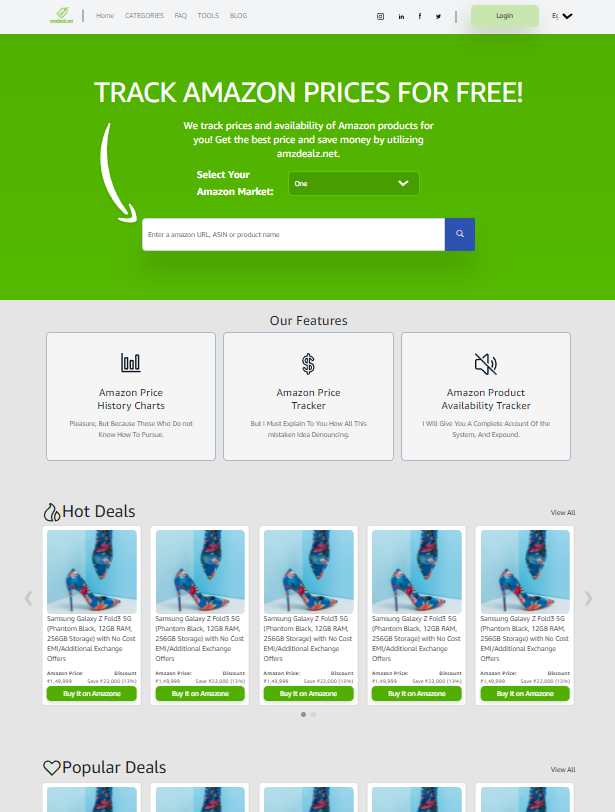 amzdealz.net
Home CATEGORIES FAQ TOOLS BLOG
Login
TRACK AMAZON PRICES FOR FREE!
We track prices and availability of Amazon products for
you! Get the best price and save money by utilizing
amzdealz.net.
Select Your
Amazon Market:
One
Enter a amazon URL, ASIN or product name
Our Features
Amazon Price
History Charts
Pleasure, But Because Those Who Do not
Know How To Pursue.
Amazon Price
Tracker
But I Must Explain To You How All This
mistaken Idea Denouncing.
Amazon Product
Availability Tracker
I Will Give You A Complete Account Of the
System, And Expound.
Hot Deals
View All
Samsung Galaxy Z Fold3 5G
(Phantom Black, 12GB RAM,
256GB Storage) with No Cost
EMI/Additional Exchange
Offers
Amazon Price: Discount
₹1,49,999 Save ₹22,000 (13%)
Buy It on Amazone
Samsung Galaxy Z Fold3 5G
(Phantom Black, 12GB RAM,
256GB Storage) with No Cost
EMI/Additional Exchange
Offers
Amazon Price: Discount
₹1,49,999 Save ₹22,000 (13%)
Buy It on Amazone
Samsung Galaxy Z Fold3 5G
(Phantom Black, 12GB RAM,
256GB Storage) with No Cost
EMI/Additional Exchange
Offers
Amazon Price: Discount
₹1,49,999 Save ₹22,000 (13%)
Buy It on Amazone
Samsung Galaxy Z Fold3 5G
(Phantom Black, 12GB RAM,
256GB Storage) with No Cost
EMI/Additional Exchange
Offers
Amazon Price: Discount
₹1,49,999 Save ₹22,000 (13%)
Buy It on Amazone
Samsung Galaxy Z Fold3 5G
(Phantom Black, 12GB RAM,
256GB Storage) with No Cost
EMI/Additional Exchange
Offers
Amazon Price: Discount
₹1,49,999 Save ₹22,000 (13%)
Buy It on Amazone
Popular Deals
View All